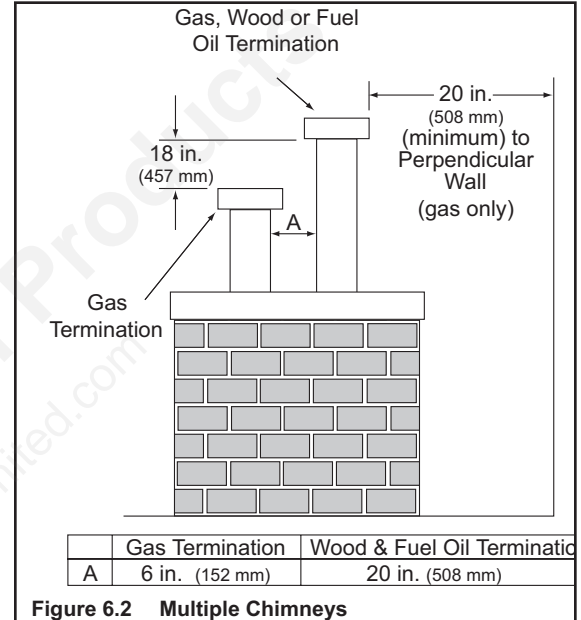 Gas, Wood or Fuel
Oil Termination
20 in.
(508 mm)
(minimum) to
Perpendicular
Wall
(gas only)
18 in.
(457 mm)
A
Gas
Termination
Products
Gas Termination Wood & Fuel Oil Terminatio
A 6 in. (152 mm) 20 in. (508 mm)
Figure 6.2 Multiple Chimneys